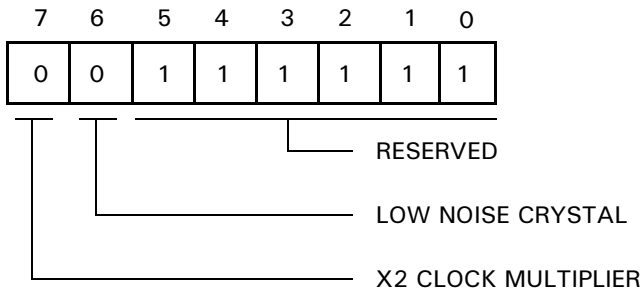 7 6 5 4 3 2 1 0
0 0 1 1 1 1 1 1
RESERVED
LOW NOISE CRYSTAL
X2 CLOCK MULTIPLIER